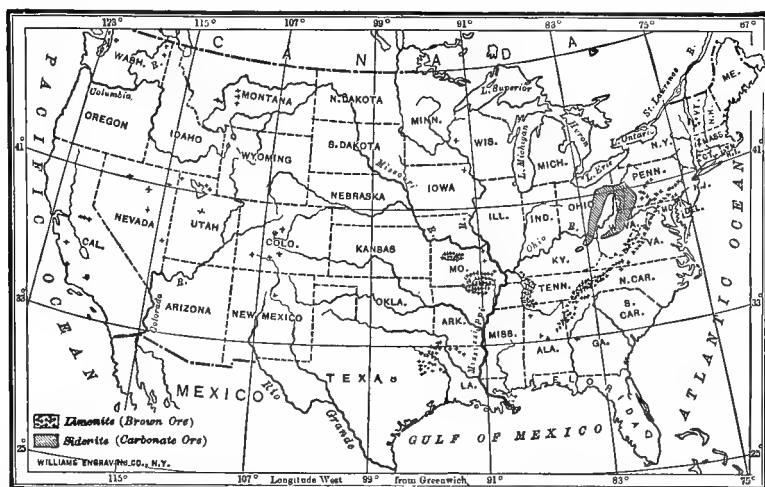 123° 115° 107° 99° 91° 83° 75° 67°
C A N A D A
WASH. R.
Columbia
MONTANA
N. DAKOTA
MINN.
L. Superior
St. Lawrence R.
ME.
OREGON
IDAHO
S. DAKOTA
WIS.
L. Michigan
MICH.
L. Huron
L. Ontario
N.Y.
VT.
N.H.
MASS.
CT.
41
WYOMING
Missouri
IOWA
L. Erie
PENN.
N.J.
41
NEBRASKA
R.
ILL.
IND.
OHIO
MD.
DEL.
NEVADA
UTAH
COLO.
KANSAS
MO.
Ohio R.
W.VA.
VA.
CAL.
KY.
R.
OKLA.
TENN.
N.CAR.
33
Colorado
ARIZONA
NEW MEXICO
ARK.
Mississippi
MISS.
ALA.
GA.
S. CAR.
33
PACIFIC OCEAN
ATLANTIC OCEAN
MEXICO
Rio Grande
TEXAS
LA.
FLORIDA
GULF OF MEXICO
Limonite (Brown Ore)
Siderite (Carbonate Ore)
25
25
WILLIAMS ENGRAVING CO., N.Y.
115° 107° Longitude West 99° from Greenwich 91° 83° 75°